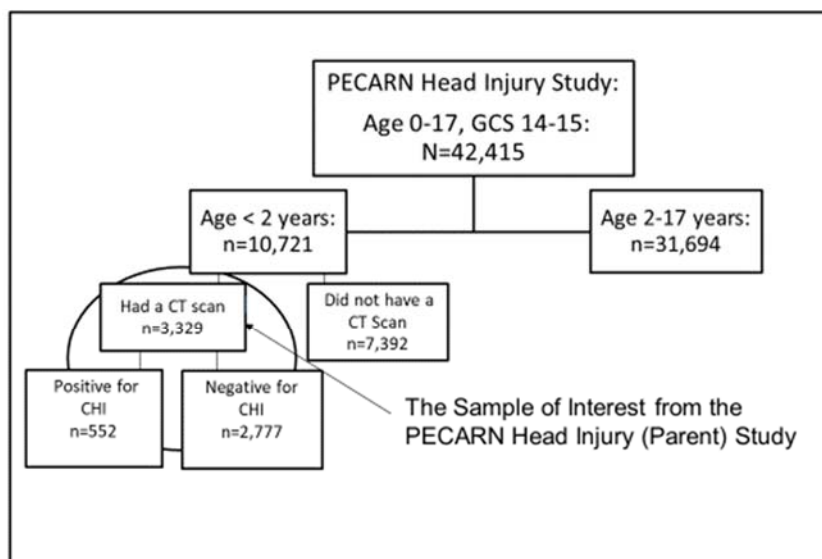 PECARN Head Injury Study:
Age 0-17, GCS 14-15:
N=42,415
Age < 2 years:
n=10,721
Age 2-17 years:
n=31,694
Had a CT scan
n=3,329
Did not have a
CT Scan
n=7,392
Positive for
CHI
n=552
Negative for
CHI
n=2,777
The Sample of Interest from the
PECARN Head Injury (Parent) Study